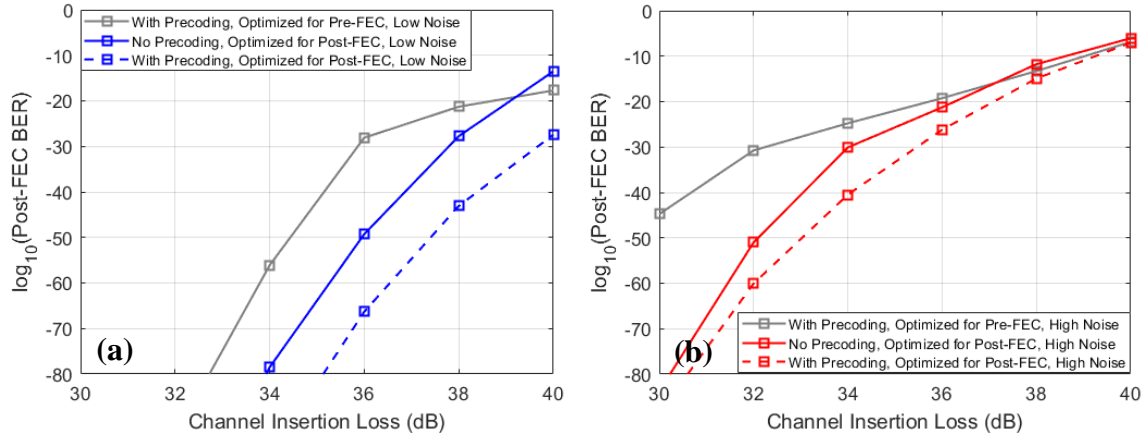 0
-10
-20
-30
-40
-50
-60
-70
-80
log10(Post-FEC BER)
With Precoding, Optimized for Pre-FEC, Low Noise
No Precoding, Optimized for Post-FEC, Low Noise
With Precoding, Optimized for Post-FEC, Low Noise
(a)
30 32 34 36 38 40
Channel Insertion Loss (dB)
0
-10
-20
-30
-40
-50
-60
-70
-80
log10(Post-FEC BER)
With Precoding, Optimized for Pre-FEC, High Noise
No Precoding, Optimized for Post-FEC, High Noise
With Precoding, Optimized for Post-FEC, High Noise
(b)
30 32 34 36 38 40
Channel Insertion Loss (dB)